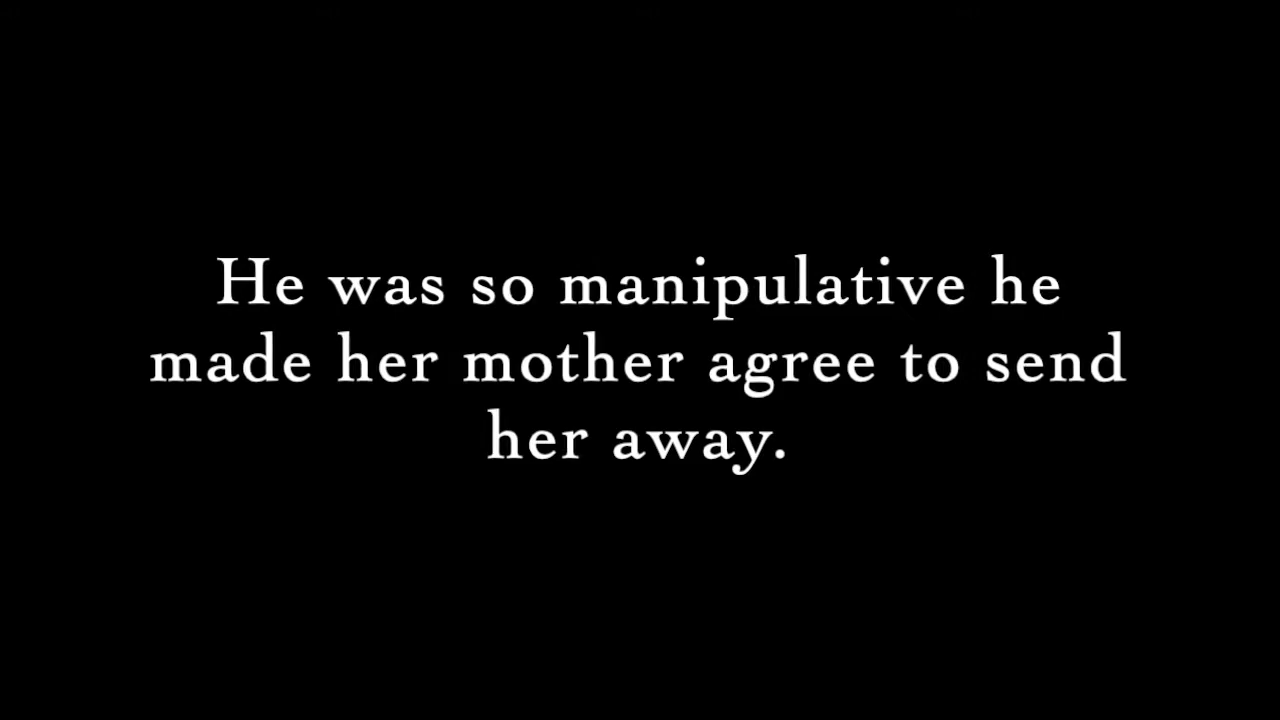 He was so manipulative he
made her mother agree to send
her away.